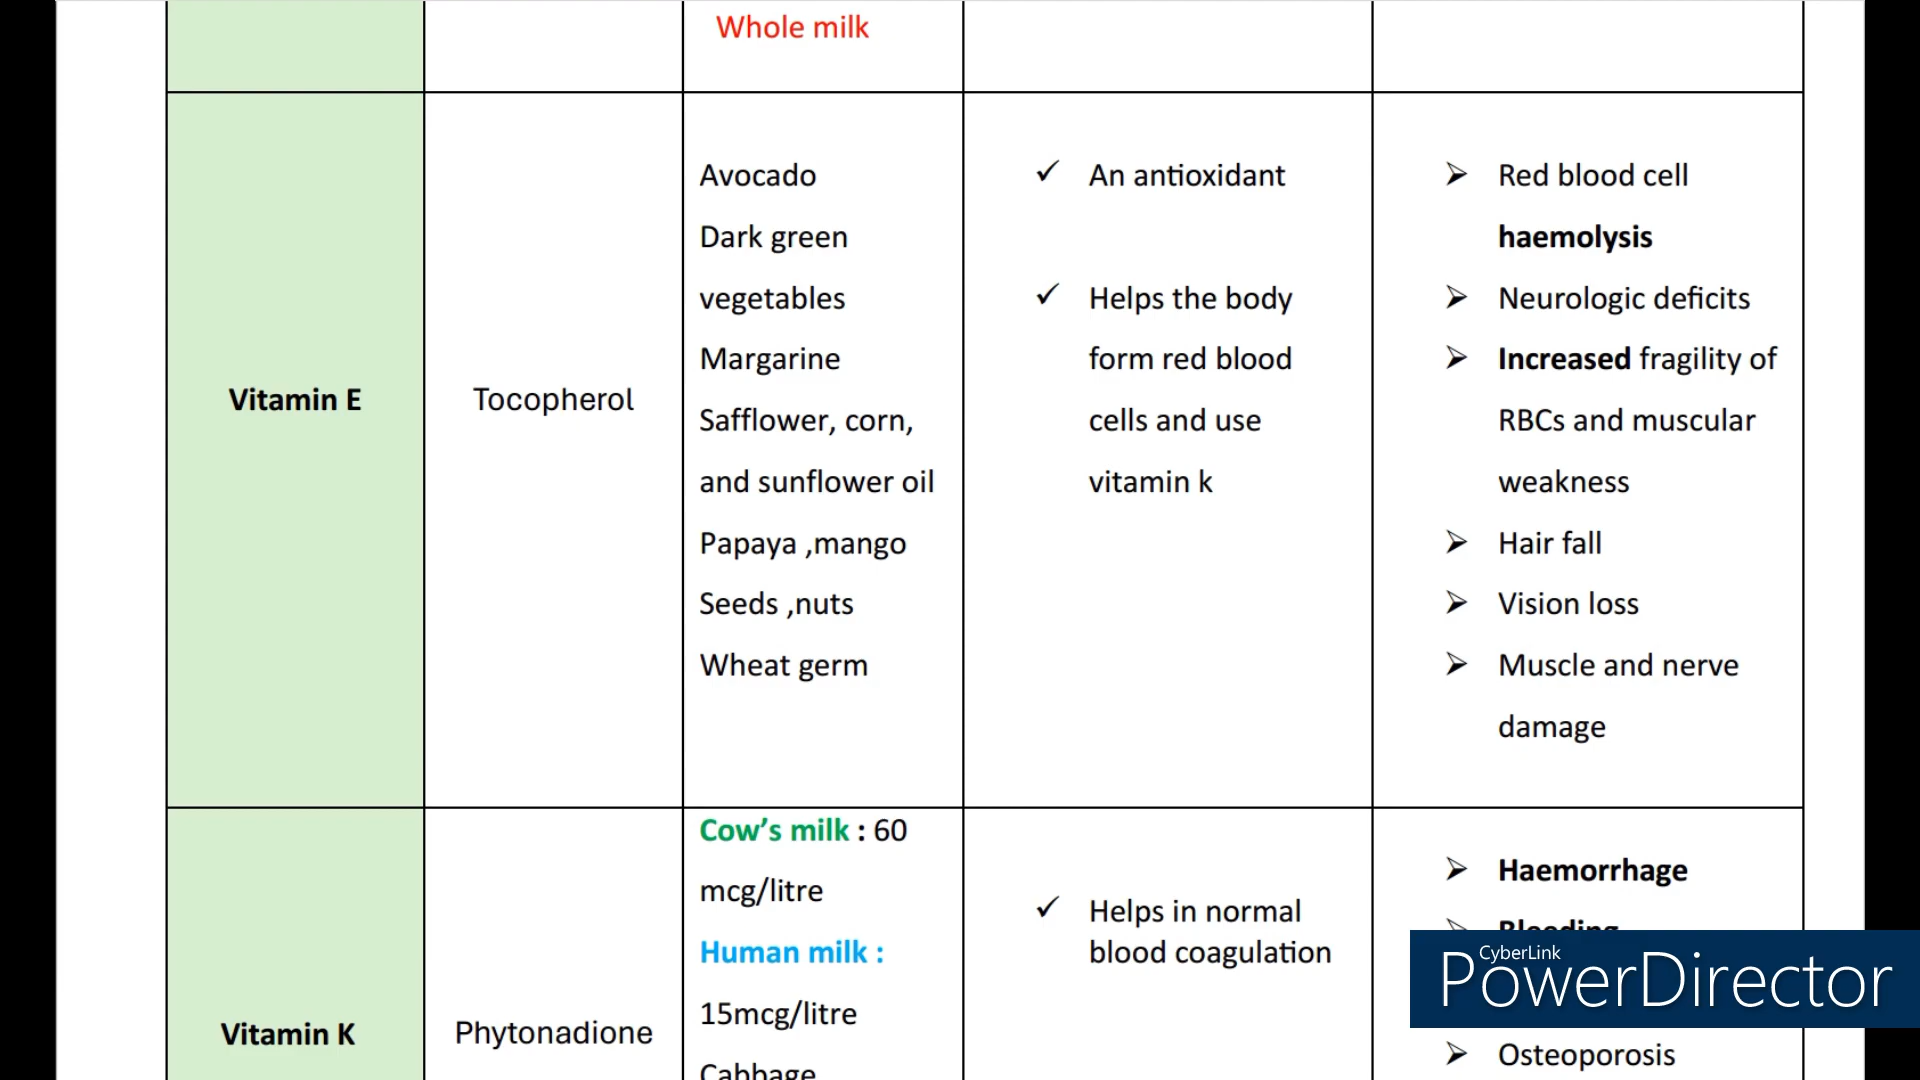 Whole milk
Vitamin E
Tocopherol
Avocado
Dark green
vegetables
Margarine
Safflower, corn,
and sunflower oil
Papaya ,mango
Seeds ,nuts
Wheat germ
✓ An antioxidant
✓ Helps the body
form red blood
cells and use
vitamin k
➢ Red blood cell
haemolysis
➢ Neurologic deficits
➢ Increased fragility of
RBCs and muscular
weakness
➢ Hair fall
➢ Vision loss
➢ Muscle and nerve
damage
Vitamin K
Phytonadione
Cow’s milk : 60
mcg/litre
Human milk :
15mcg/litre
Cabbage
✓ Helps in normal
blood coagulation
➢ Haemorrhage
➢ Bleeding
➢ Osteoporosis
CyberLink
PowerDirector